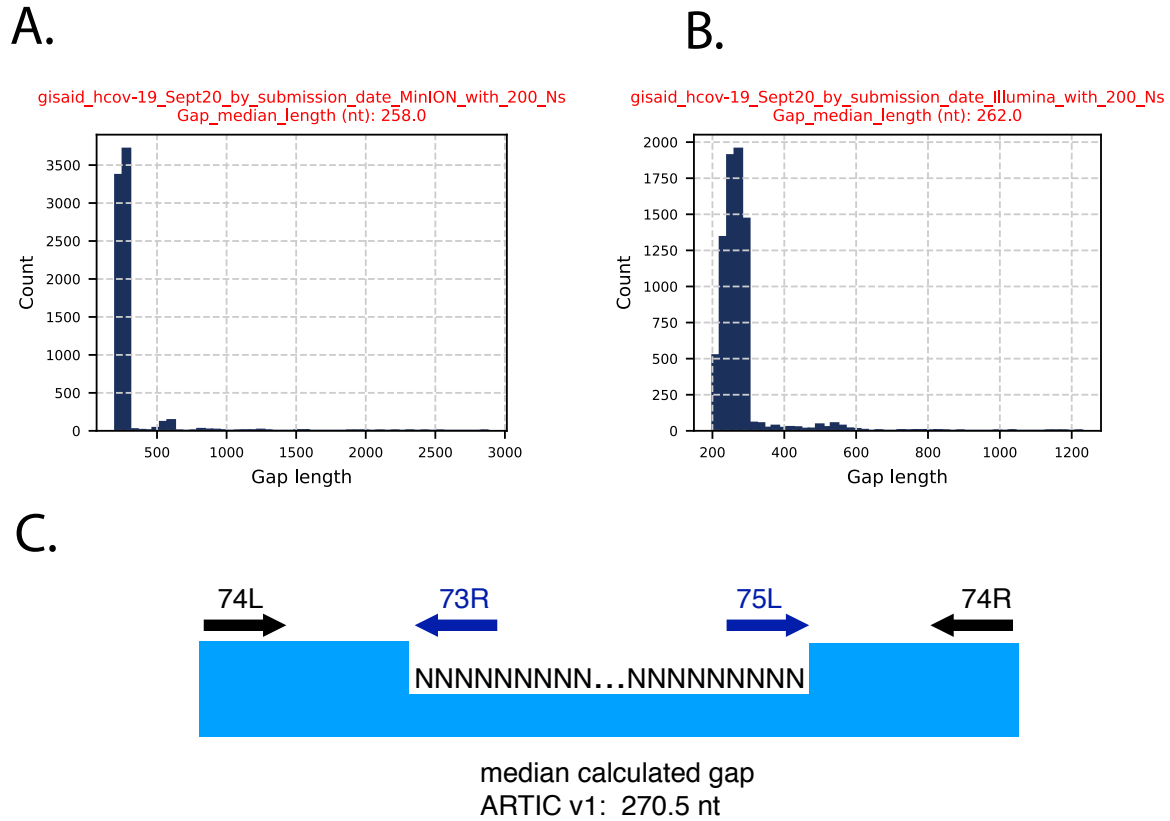 A.
gisaid_hcov-19_Sept20_by_submission_date_MinION_with_200_Ns
Gap_median_length (nt): 258.0
3500
3000
2500
2000
1500
1000
500
0
Count
500
1000
1500
2000
2500
3000
Gap length
B.
gisaid_hcov-19_Sept20_by_submission_date_Illumina_with_200_Ns
Gap_median_length (nt): 262.0
2000
1750
1500
1250
1000
750
500
250
0
Count
200
400
600
800
1000
1200
Gap length
C.
74L
73R
75L
74R
NNNNNNNNN...NNNNNNNNN
median calculated gap
ARTIC v1: 270.5 nt